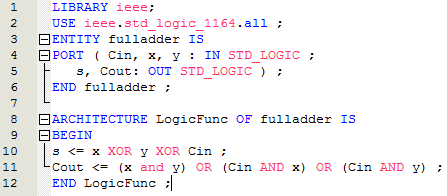 1 LIBRARY ieee;
2 USE ieee.std_logic_1164.all ;
3 ENTITY fulladder IS
4 PORT ( Cin, x, y : IN STD_LOGIC ;
5 s, Cout: OUT STD_LOGIC ) ;
6 END fulladder ;
7
8 ARCHITECTURE LogicFunc OF fulladder IS
9 BEGIN
10 s <= x XOR y XOR Cin ;
11 Cout <= (x and y) OR (Cin AND x) OR (Cin AND y) ;
12 END LogicFunc ;